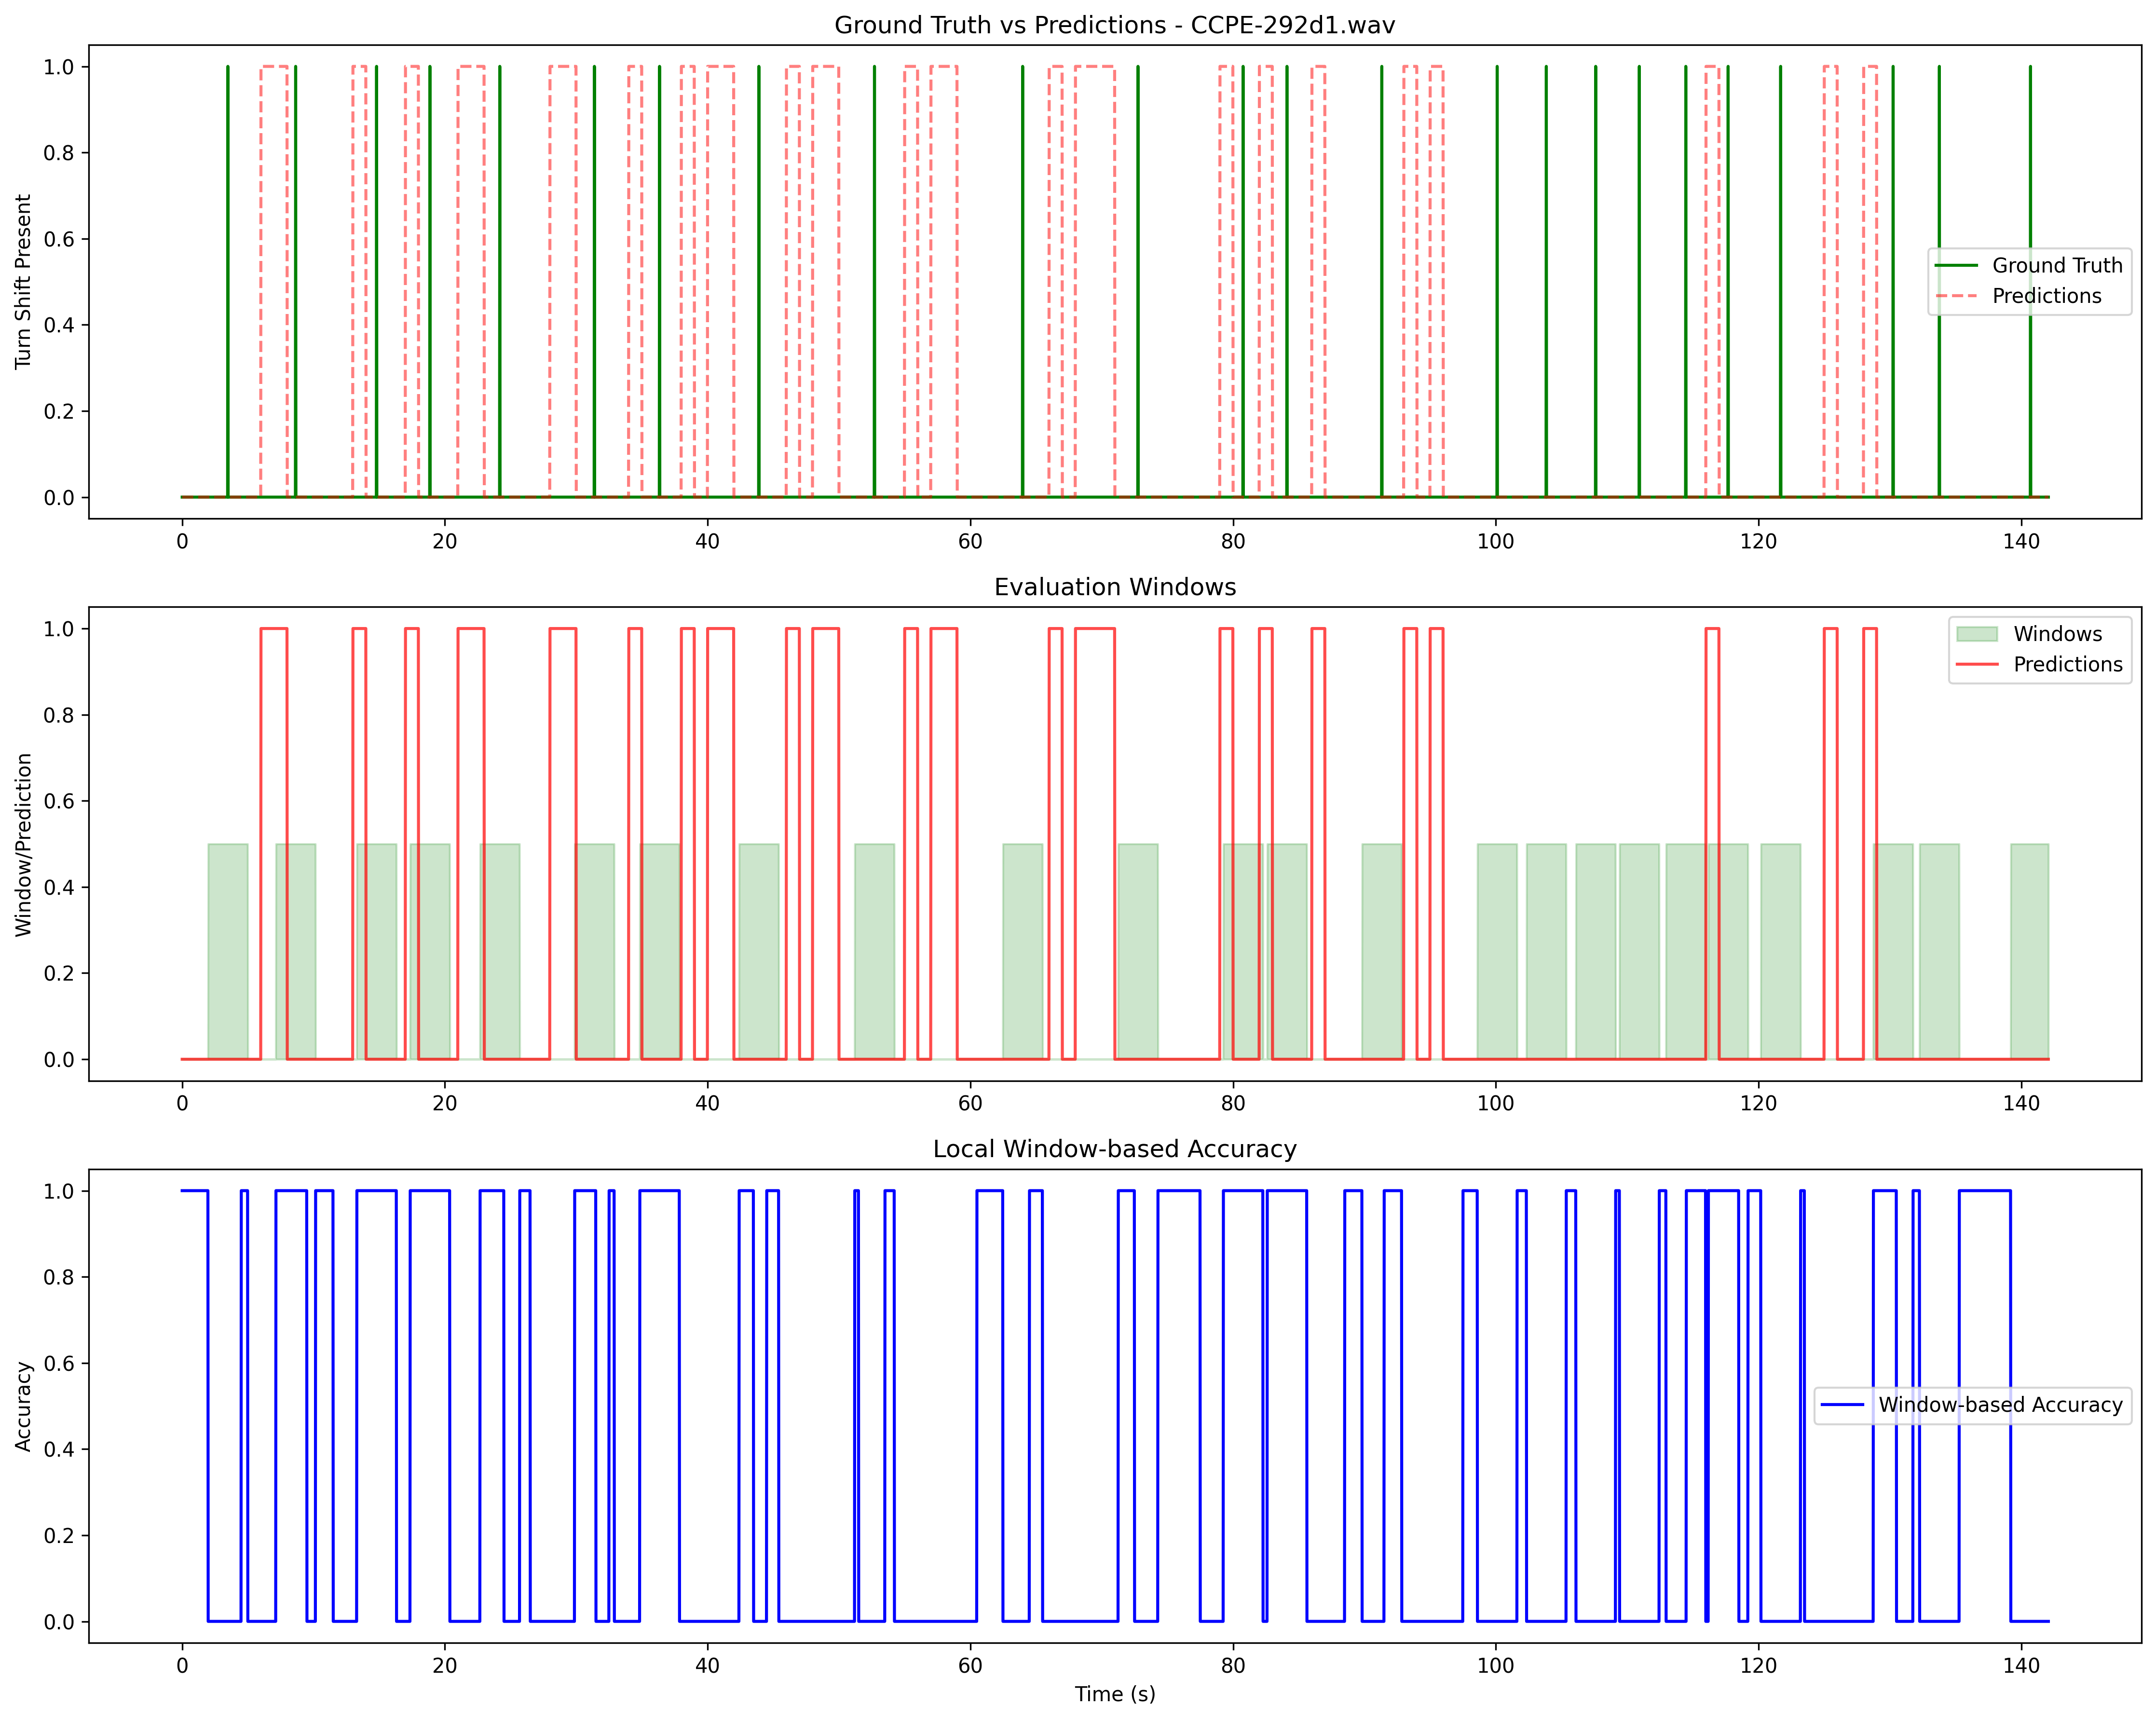 Ground Truth vs Predictions - CCPE-292d1.wav
Turn Shift Present
1.0
0.8
0.6
0.4
0.2
0.0
Ground Truth
Predictions
0 20 40 60 80 100 120 140
Evaluation Windows
Window/Prediction
1.0
0.8
0.6
0.4
0.2
0.0
Windows
Predictions
0 20 40 60 80 100 120 140
Local Window-based Accuracy
Accuracy
1.0
0.8
0.6
0.4
0.2
0.0
Window-based Accuracy
0 20 40 60 80 100 120 140
Time (s)